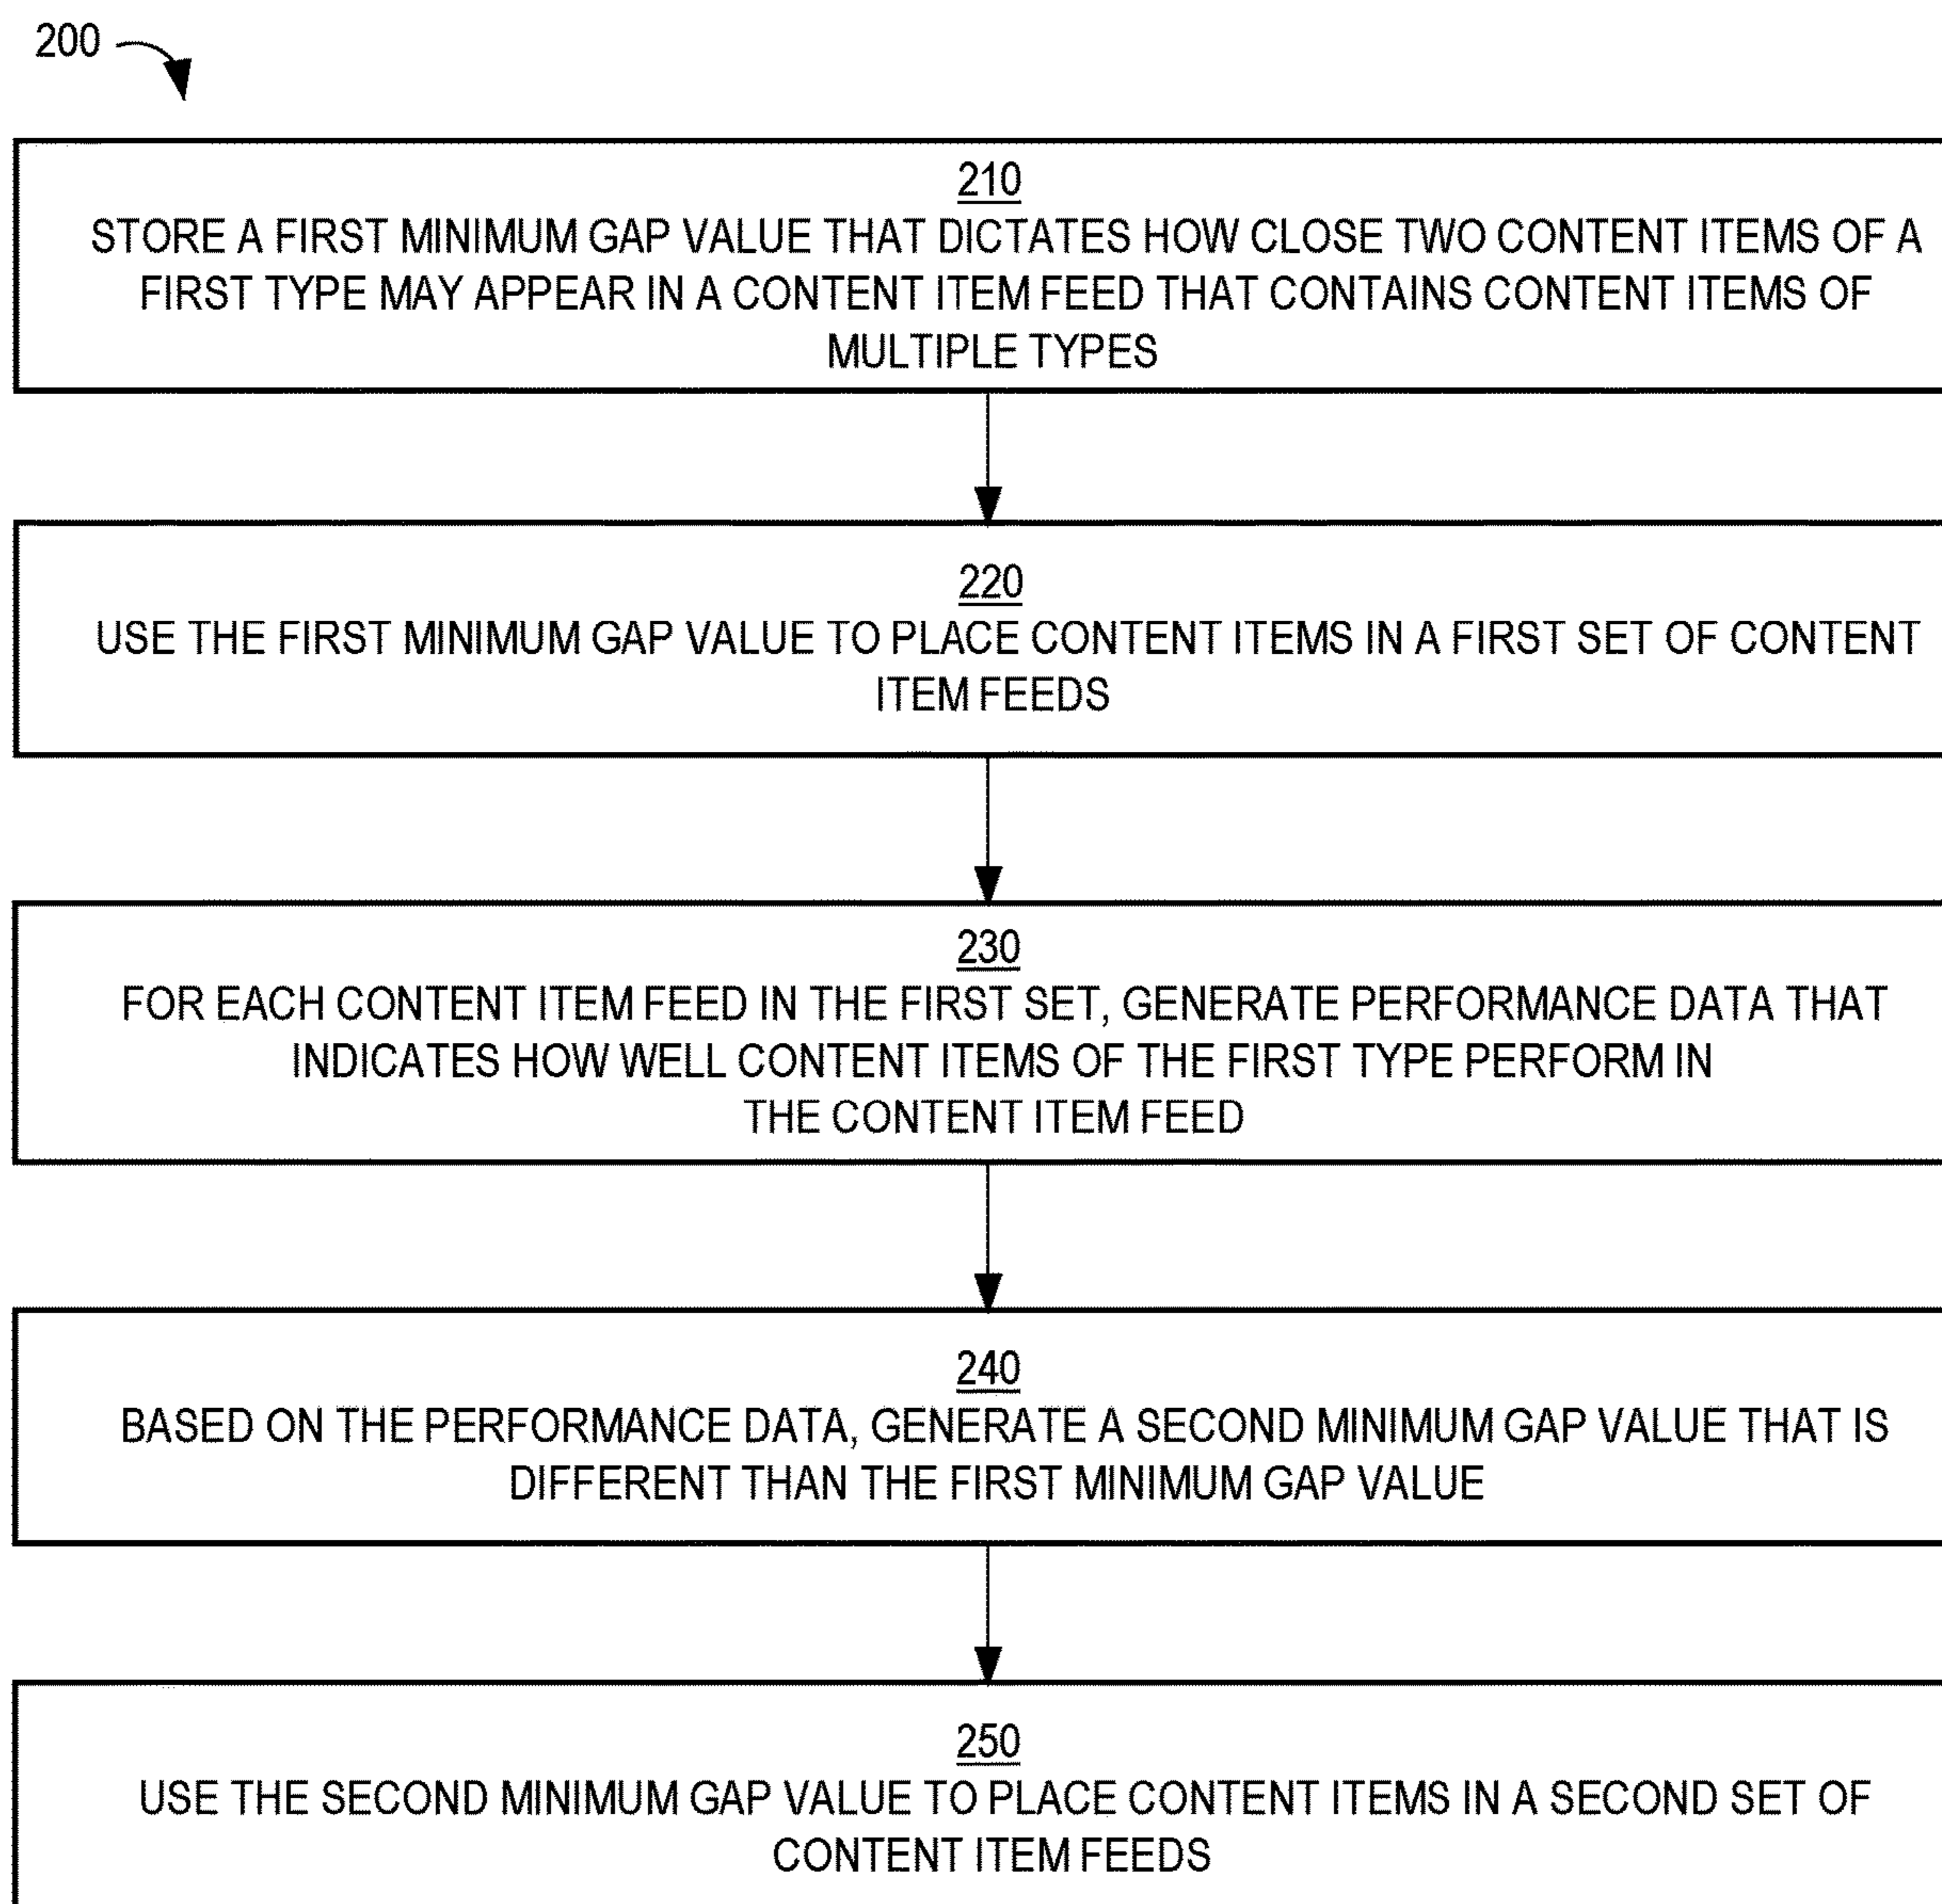 200
210
STORE A FIRST MINIMUM GAP VALUE THAT DICTATES HOW CLOSE TWO CONTENT ITEMS OF A
FIRST TYPE MAY APPEAR IN A CONTENT ITEM FEED THAT CONTAINS CONTENT ITEMS OF
MULTIPLE TYPES
220
USE THE FIRST MINIMUM GAP VALUE TO PLACE CONTENT ITEMS IN A FIRST SET OF CONTENT
ITEM FEEDS
230
FOR EACH CONTENT ITEM FEED IN THE FIRST SET, GENERATE PERFORMANCE DATA THAT
INDICATES HOW WELL CONTENT ITEMS OF THE FIRST TYPE PERFORM IN
THE CONTENT ITEM FEED
240
BASED ON THE PERFORMANCE DATA, GENERATE A SECOND MINIMUM GAP VALUE THAT IS
DIFFERENT THAN THE FIRST MINIMUM GAP VALUE
250
USE THE SECOND MINIMUM GAP VALUE TO PLACE CONTENT ITEMS IN A SECOND SET OF
CONTENT ITEM FEEDS